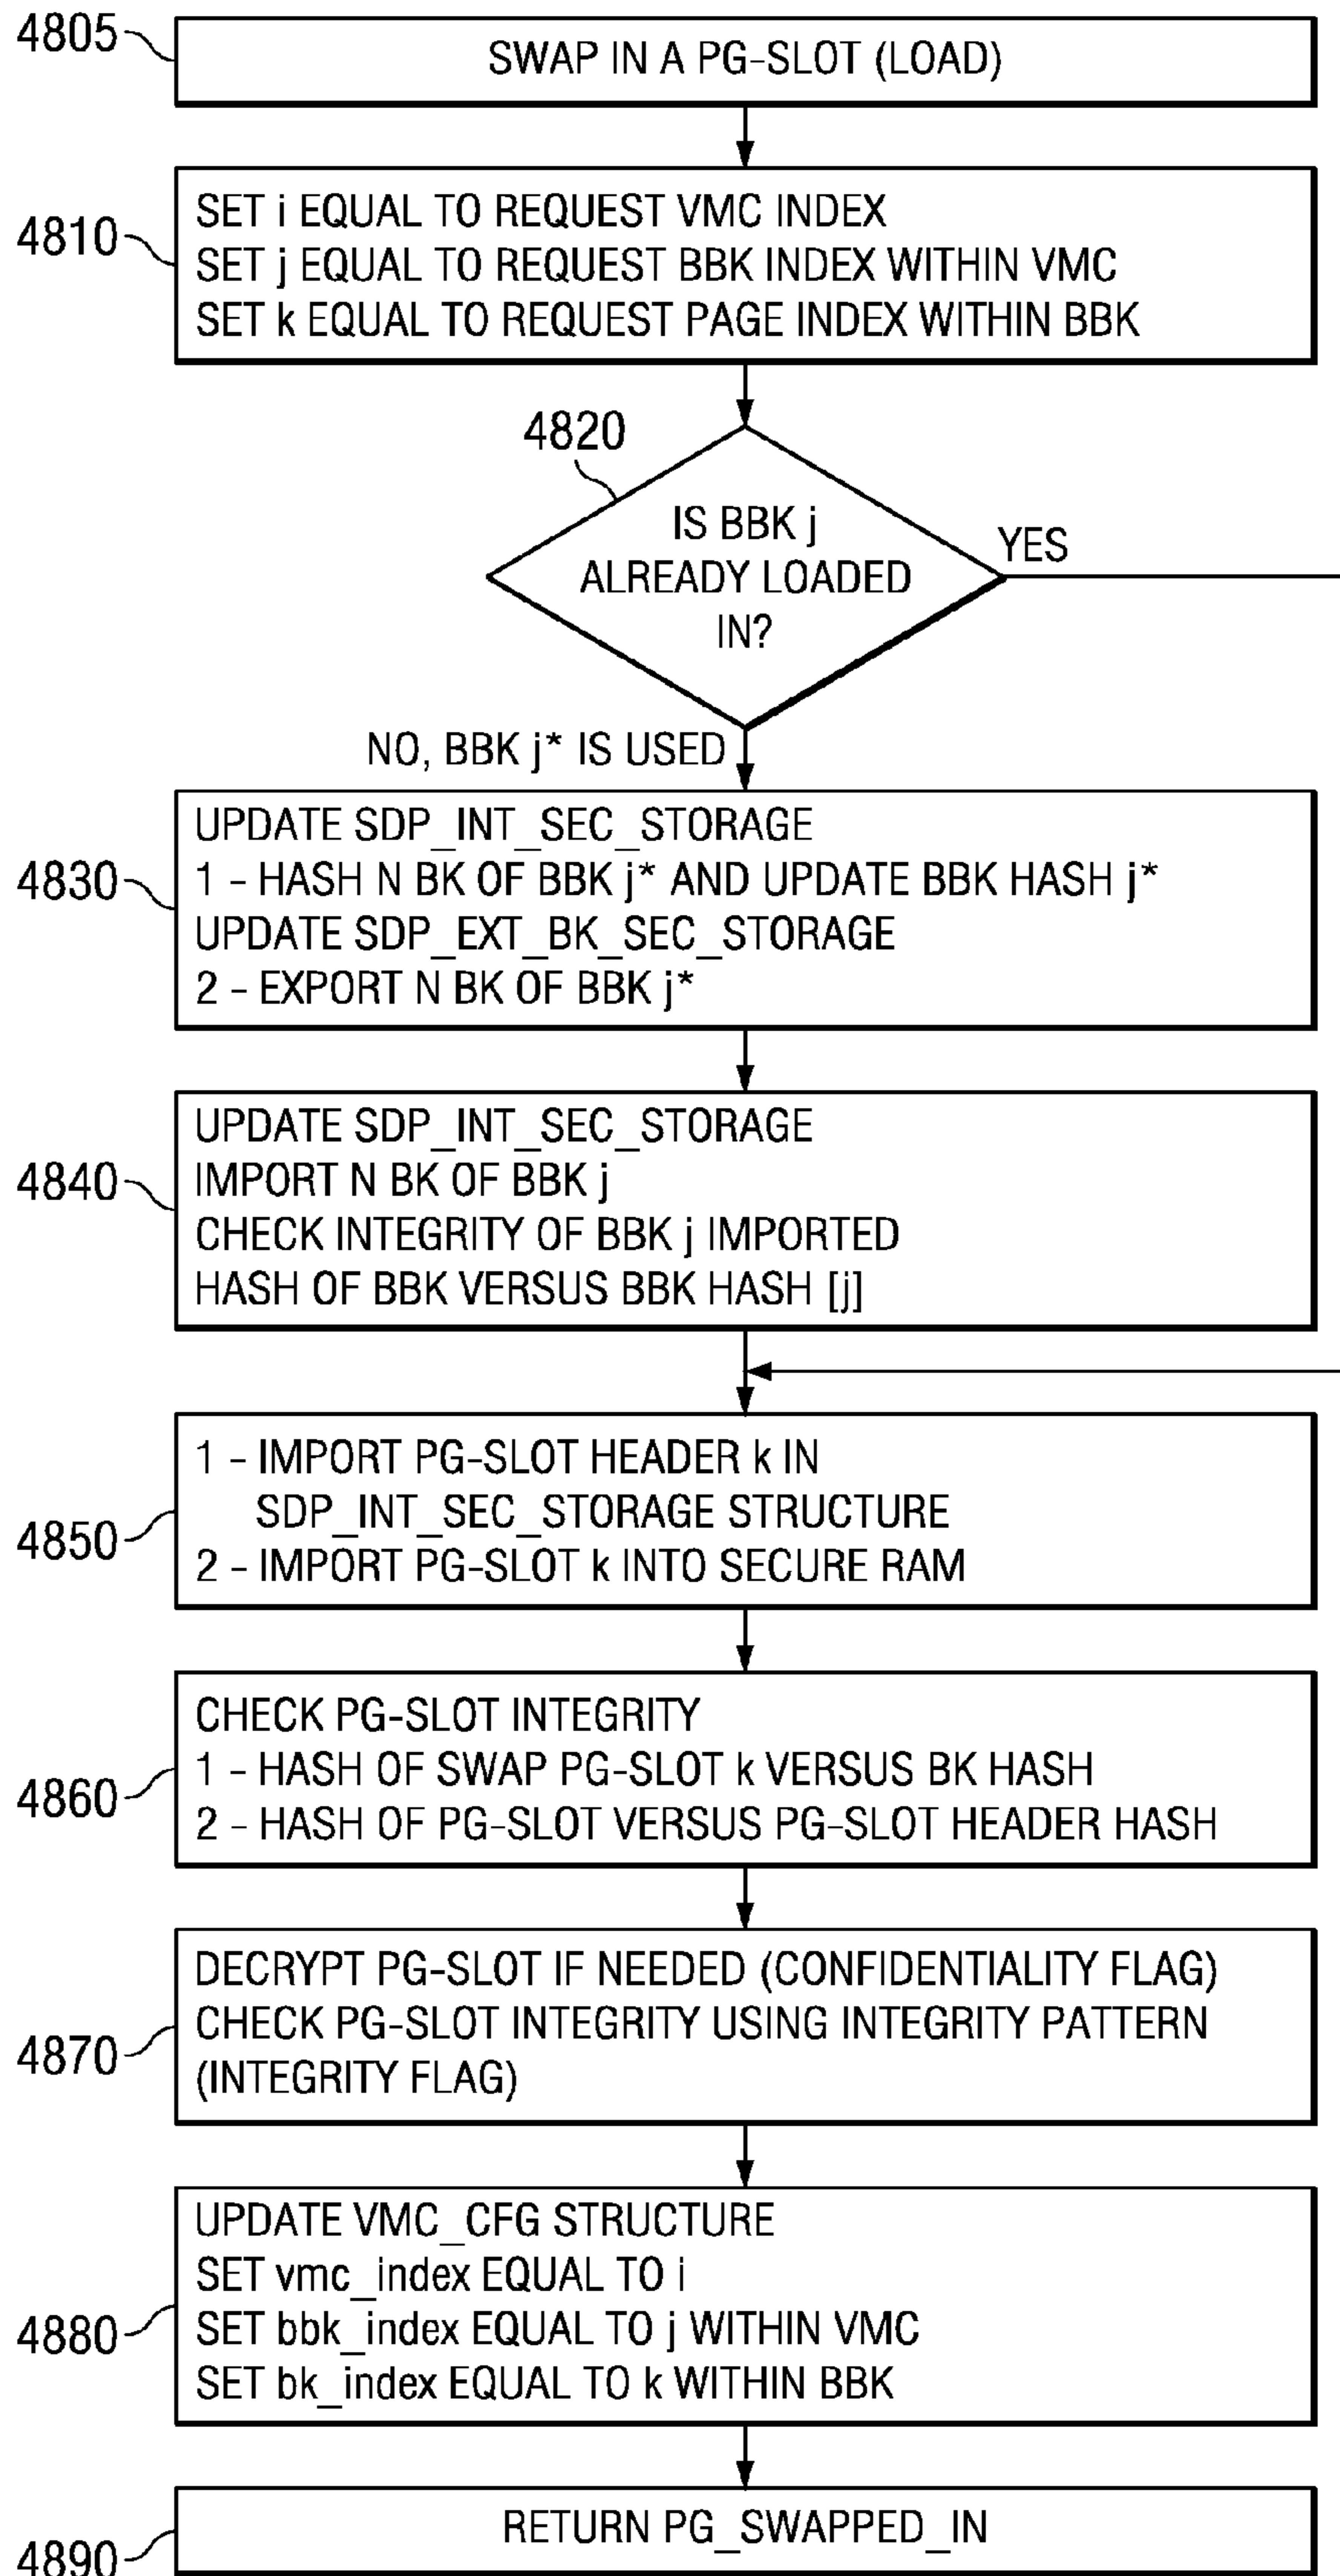 4805
SWAP IN A PG-SLOT (LOAD)
4810
SET i EQUAL TO REQUEST VMC INDEX
SET j EQUAL TO REQUEST BBK INDEX WITHIN VMC
SET k EQUAL TO REQUEST PAGE INDEX WITHIN BBK
4820
IS BBK j
ALREADY LOADED
IN?
YES
NO, BBK j* IS USED
4830
UPDATE SDP_INT_SEC_STORAGE
1 - HASH N BK OF BBK j* AND UPDATE BBK HASH j*
UPDATE SDP_EXT_BK_SEC_STORAGE
2 - EXPORT N BK OF BBK j*
4840
UPDATE SDP_INT_SEC_STORAGE
IMPORT N BK OF BBK j
CHECK INTEGRITY OF BBK j IMPORTED
HASH OF BBK VERSUS BBK HASH [j]
4850
1 - IMPORT PG-SLOT HEADER k IN
SDP_INT_SEC_STORAGE STRUCTURE
2 - IMPORT PG-SLOT k INTO SECURE RAM
4860
CHECK PG-SLOT INTEGRITY
1 - HASH OF SWAP PG-SLOT k VERSUS BK HASH
2 - HASH OF PG-SLOT VERSUS PG-SLOT HEADER HASH
4870
DECRYPT PG-SLOT IF NEEDED (CONFIDENTIALITY FLAG)
CHECK PG-SLOT INTEGRITY USING INTEGRITY PATTERN
(INTEGRITY FLAG)
4880
UPDATE VMC_CFG STRUCTURE
SET vmc_index EQUAL TO i
SET bbk_index EQUAL TO j WITHIN VMC
SET bk_index EQUAL TO k WITHIN BBK
4890
RETURN PG_SWAPPED_IN